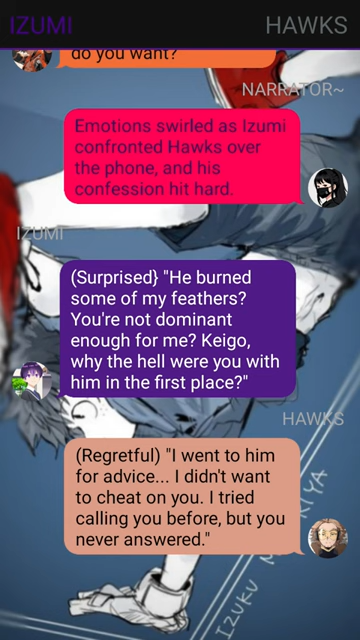 IZUMI HAWKS
do you want?
NARRATOR~
Emotions swirled as Izumi
confronted Hawks over
the phone, and his
confession hit hard.
IZUMI
(Surprised} "He burned
some of my feathers?
You're not dominant
enough for me? Keigo,
why the hell were you with
him in the first place?"
HAWKS
(Regretful) "I went to him
for advice... I didn't want
to cheat on you. I tried
calling you before, but you
never answered."
IZUKU M